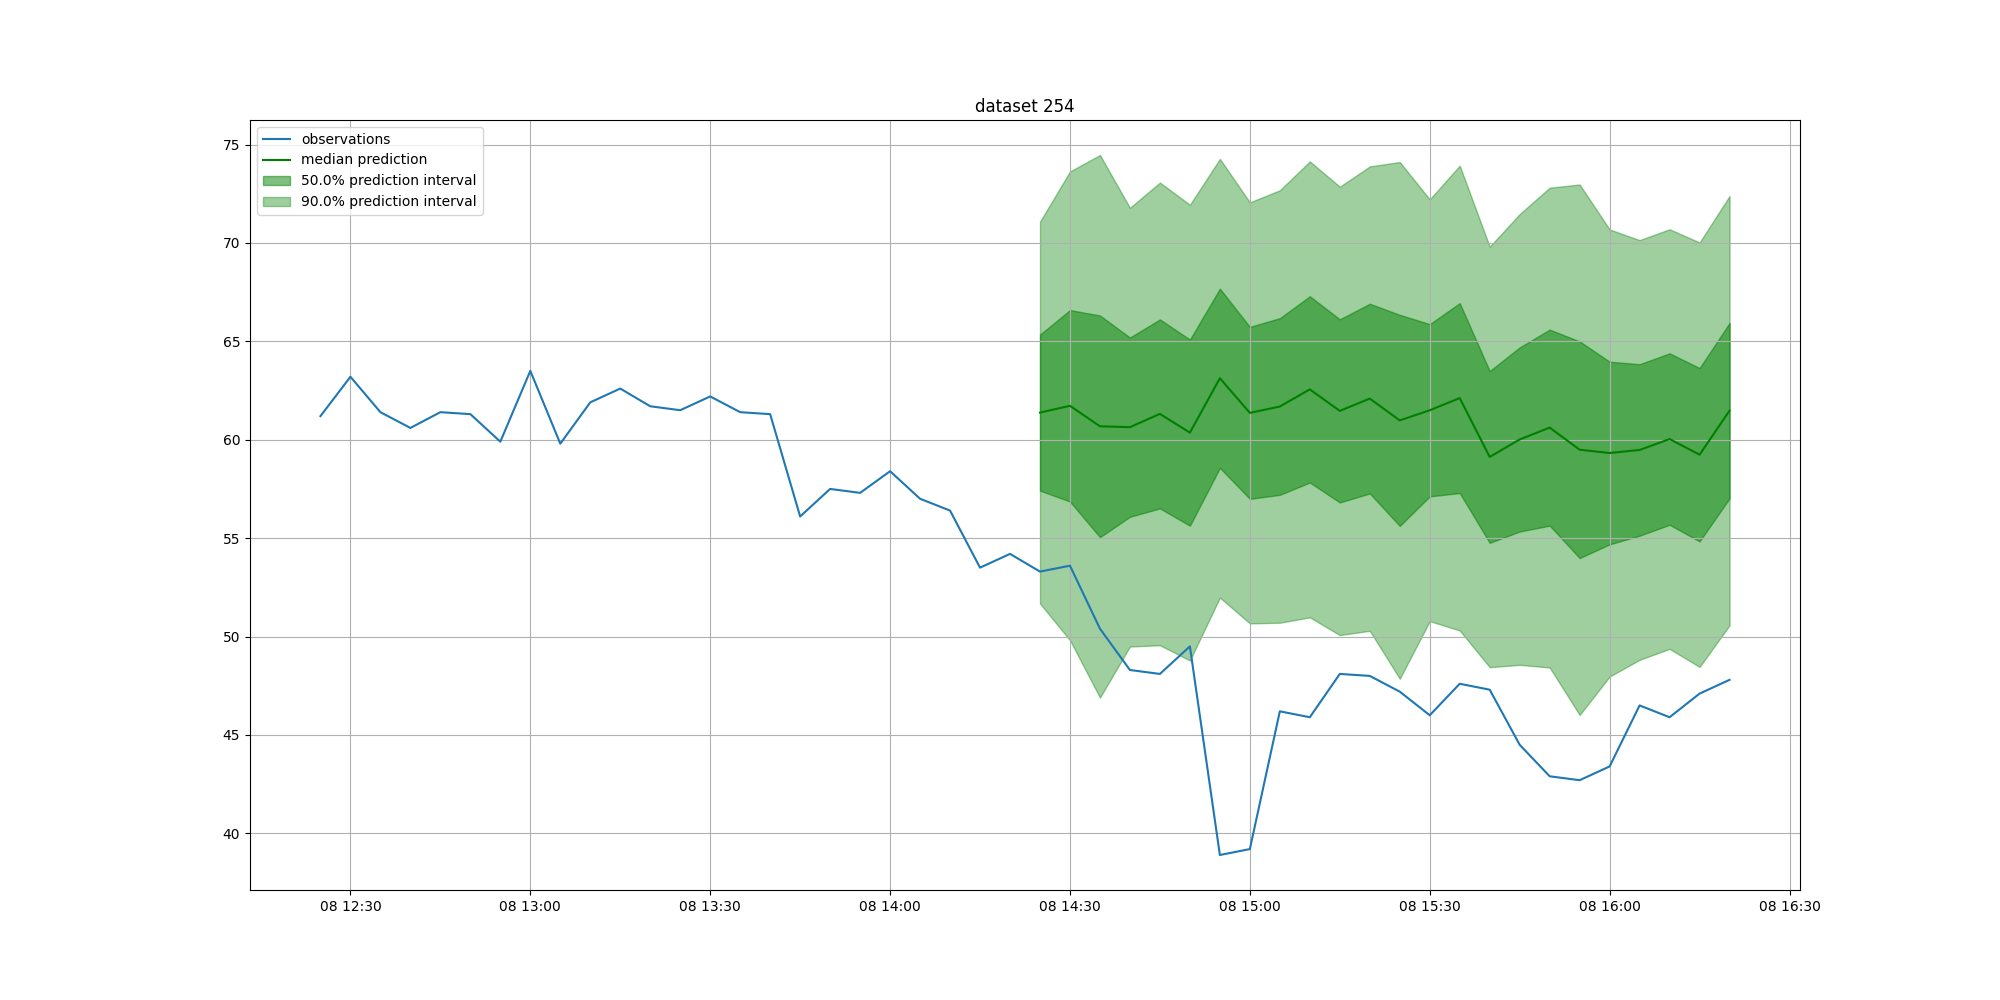 dataset 254
observations
median prediction
50.0% prediction interval
90.0% prediction interval
75
70
65
60
55
50
45
40
08 12:30 08 13:00 08 13:30 08 14:00 08 14:30 08 15:00 08 15:30 08 16:00 08 16:30